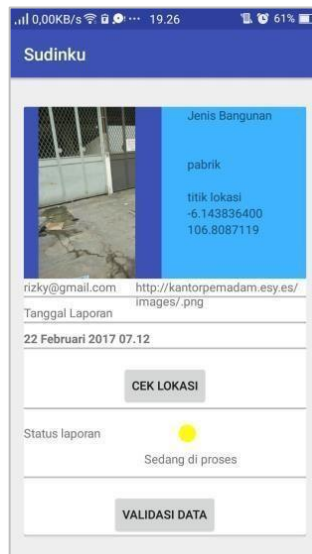 0,00KB/s ... 19.26 61%
Sudinku
Jenis Bangunan
pabrik
titik lokasi
-6.143836400
106.8087119
rizky@gmail.com http://kantorpemadam.esy.es/
images/.png
Tanggal Laporan
22 Februari 2017 07.12
CEK LOKASI
Status laporan
Sedang di proses
VALIDASI DATA